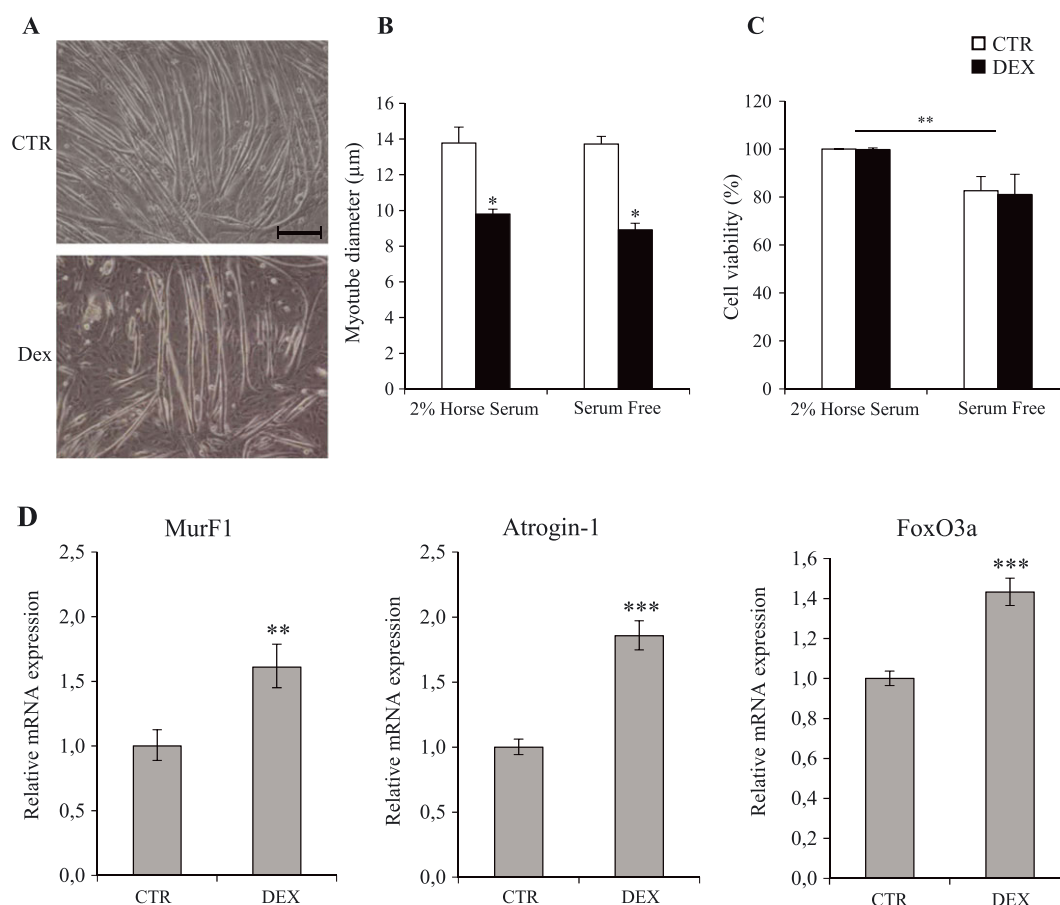 A
CTR
Dex
B
Myotube diameter (μm)
16
14
12
10
8
6
4
2
0
*
*
2% Horse Serum
Serum Free
C
CTR
DEX
Cell viability (%)
120
100
80
60
40
20
0
**
2% Horse Serum
Serum Free
D
MurF1
Relative mRNA expression
2,5
2,0
1,5
1,0
0,5
0,0
**
CTR
DEX
Atrogin-1
Relative mRNA expression
2,5
2,0
1,5
1,0
0,5
0,0
***
CTR
DEX
FoxO3a
Relative mRNA expression
1,6
1,4
1,2
1,0
0,8
0,6
0,4
0,2
0,0
***
CTR
DEX